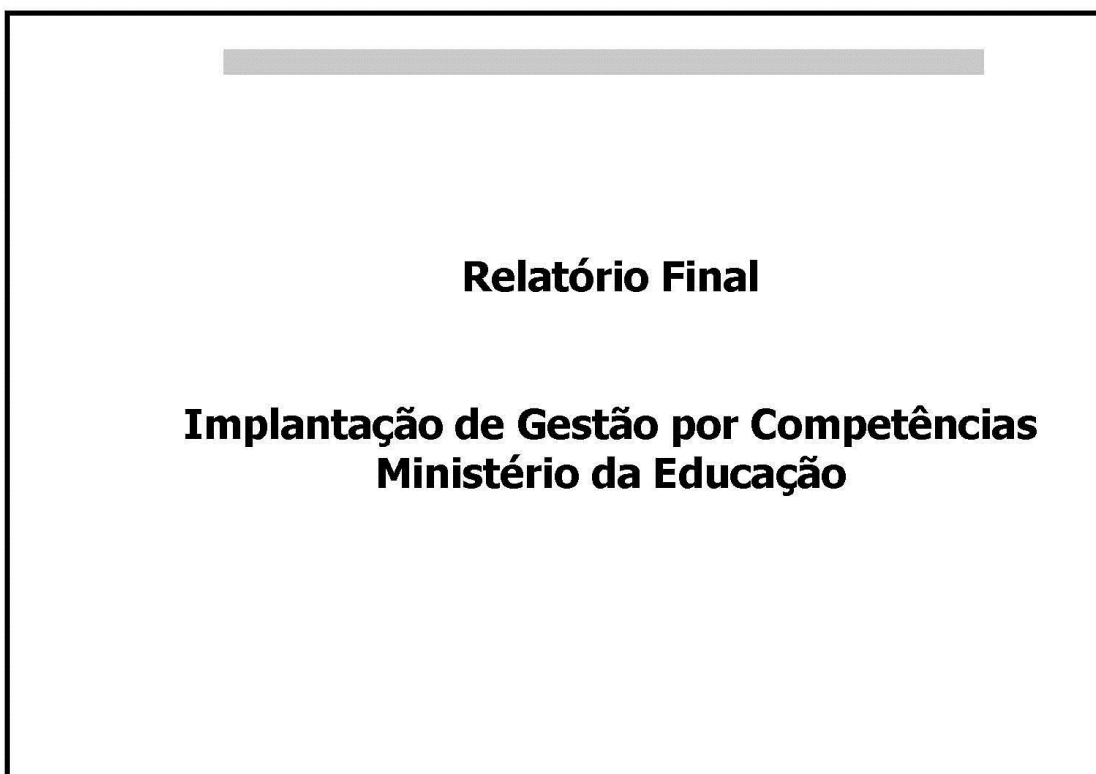 Relatório Final
Implantação de Gestão por Competências
Ministério da Educação